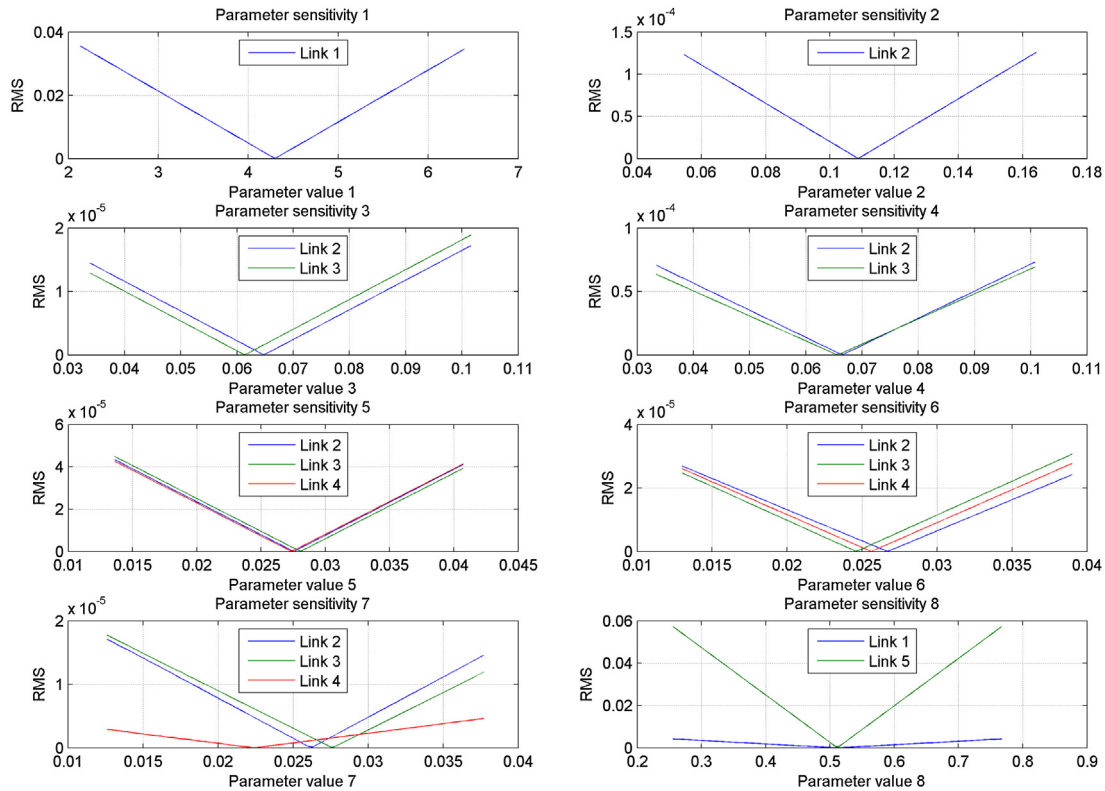 Parameter sensitivity 1
0.04
0.02
0
RMS
Link 1
2 3 4 5 6 7
Parameter value 1
Parameter sensitivity 2
x 10⁻⁴
1.5
1
0.5
0
RMS
Link 2
0.04 0.06 0.08 0.1 0.12 0.14 0.16 0.18
Parameter value 2
Parameter sensitivity 3
x 10⁻⁵
2
1
0
RMS
Link 2
Link 3
0.03 0.04 0.05 0.06 0.07 0.08 0.09 0.1 0.11
Parameter value 3
Parameter sensitivity 4
x 10⁻⁴
1
0.5
0
RMS
Link 2
Link 3
0.03 0.04 0.05 0.06 0.07 0.08 0.09 0.1 0.11
Parameter value 4
Parameter sensitivity 5
x 10⁻⁵
6
4
2
0
RMS
Link 2
Link 3
Link 4
0.01 0.015 0.02 0.025 0.03 0.035 0.04 0.045
Parameter value 5
Parameter sensitivity 6
x 10⁻⁵
4
2
0
RMS
Link 2
Link 3
Link 4
0.01 0.015 0.02 0.025 0.03 0.035 0.04
Parameter value 6
Parameter sensitivity 7
x 10⁻⁵
2
1
0
RMS
Link 2
Link 3
Link 4
0.01 0.015 0.02 0.025 0.03 0.035 0.04
Parameter value 7
Parameter sensitivity 8
0.06
0.04
0.02
0
RMS
Link 1
Link 5
0.2 0.3 0.4 0.5 0.6 0.7 0.8 0.9
Parameter value 8